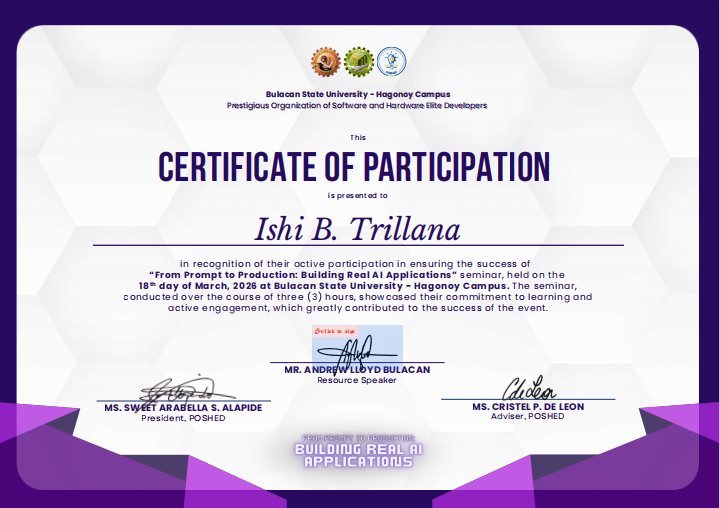 Bulacan State University - Hagonoy Campus
Prestigious Organization of Software and Hardware Elite Developers
This
CERTIFICATE OF PARTICIPATION
is presented to
Ishi B. Trillana
in recognition of their active participation in ensuring the success of
“From Prompt to Production: Building Real AI Applications” seminar, held on the
18th day of March, 2026 at Bulacan State University - Hagonoy Campus. The seminar,
conducted over the course of three (3) hours, showcased their commitment to learning and
active engagement, which greatly contributed to the success of the event.
Click to sign
MR. ANDREW LLOYD BULACAN
Resource Speaker
MS. SWEET ARABELLA S. ALAPIDE
President, POSHED
MS. CRISTEL P. DE LEON
Adviser, POSHED
FROM PROMPT TO PRODUCTION:
BUILDING REAL AI
APPLICATIONS